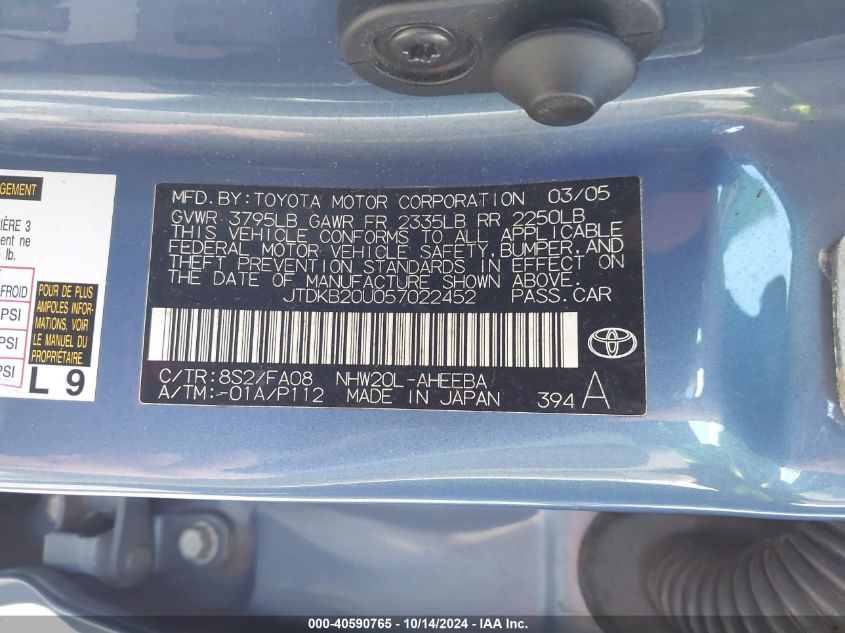 GEMENT
IÈRE 3
ent ne
lb.
FROID
PSI
PSI
PSI
POUR DE PLUS
AMPLES INFOR-
MATIONS, VOIR
LE MANUEL DU
PROPRIÉTAIRE
L 9
MFD. BY: TOYOTA MOTOR CORPORATION 03/05
GVWR 3795LB GAWR FR 2335LB RR 2250LB
THIS VEHICLE CONFORMS TO ALL APPLICABLE
FEDERAL MOTOR VEHICLE SAFETY, BUMPER, AND
THEFT PREVENTION STANDARDS IN EFFECT ON
THE DATE OF MANUFACTURE SHOWN ABOVE.
JTDKB20U057022452 PASS. CAR
C/TR: 8S2/FA08 NHW20L-AHEEBA
A/TM: -01A/P112 MADE IN JAPAN 394 A
000-40590765 - 10/14/2024 - IAA Inc.